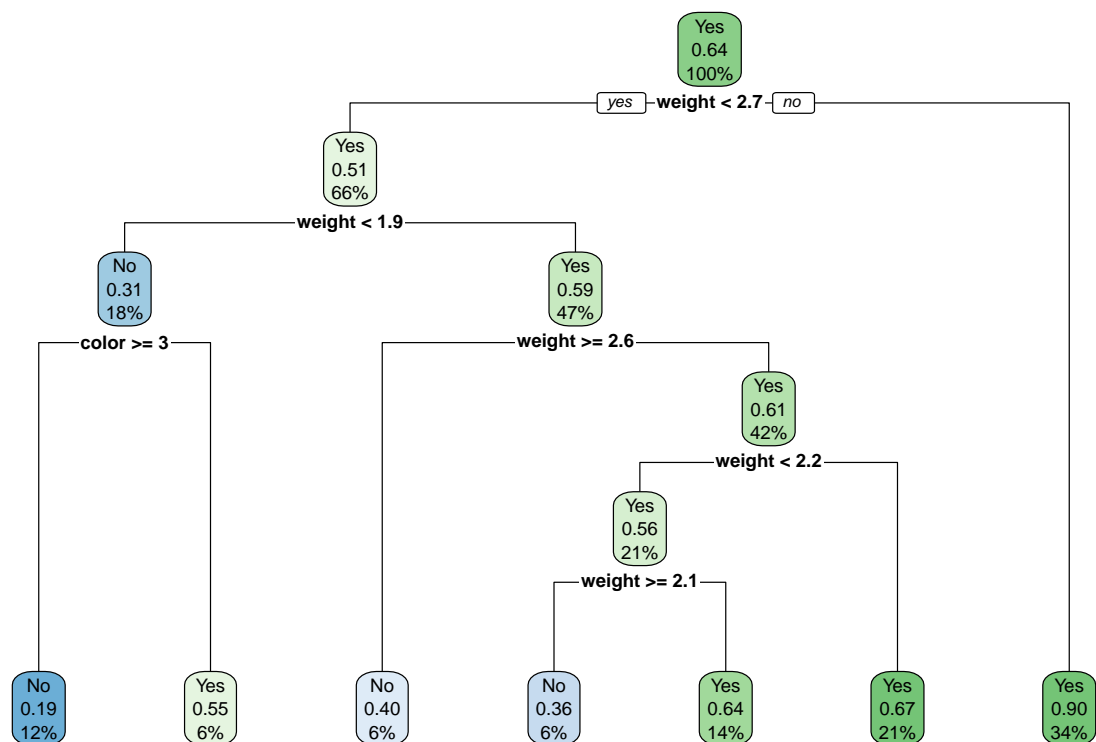 Yes
0.64
100%
yes weight < 2.7 no
Yes
0.51
66%
weight < 1.9
No
0.31
18%
Yes
0.59
47%
color >= 3
weight >= 2.6
Yes
0.61
42%
weight < 2.2
Yes
0.56
21%
weight >= 2.1
No
0.19
12%
Yes
0.55
6%
No
0.40
6%
No
0.36
6%
Yes
0.64
14%
Yes
0.67
21%
Yes
0.90
34%